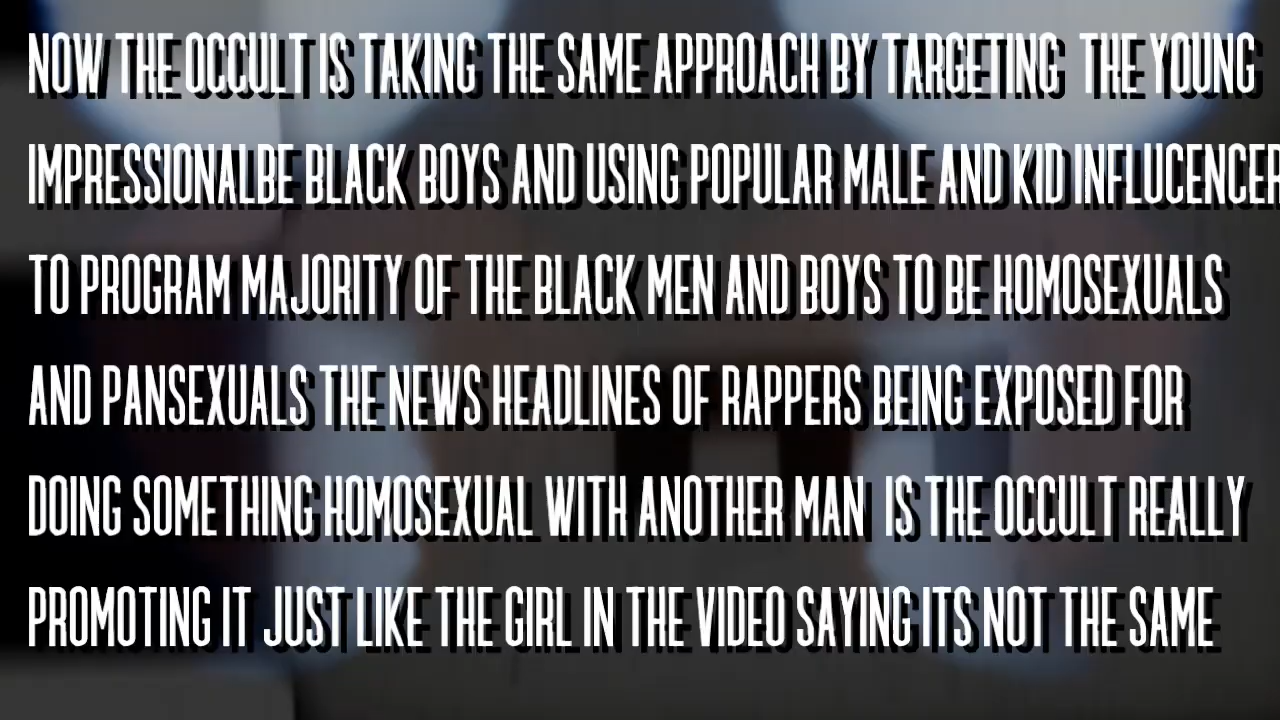 NOW THE OCCULT IS TAKING THE SAME APPROACH BY TARGETING THE YOUNG
IMPRESSIONALBE BLACK BOYS AND USING POPULAR MALE AND KID INFLUCENCER
TO PROGRAM MAJORITY OF THE BLACK MEN AND BOYS TO BE HOMOSEXUALS
AND PANSEXUALS THE NEWS HEADLINES OF RAPPERS BEING EXPOSED FOR
DOING SOMETHING HOMOSEXUAL WITH ANOTHER MAN IS THE OCCULT REALLY
PROMOTING IT JUST LIKE THE GIRL IN THE VIDEO SAYING ITS NOT THE SAME